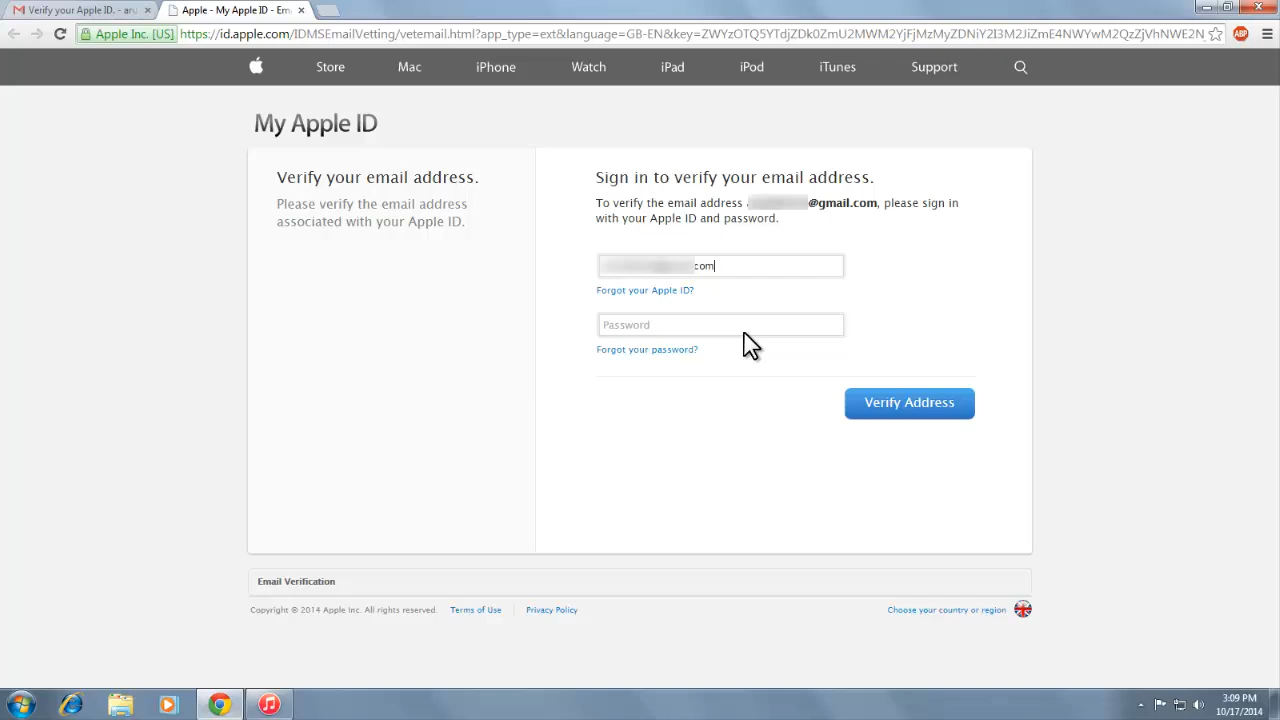 Verify your Apple ID. - aru
Apple - My Apple ID - Em
Apple Inc. [US]
https://id.apple.com/IDMSEmailVetting/vetemail.html?app_type=ext&language=GB-EN&key=
ABP
Store
Mac
iPhone
Watch
iPad
iPod
iTunes
Support
My Apple ID
Verify your email address.
Please verify the email address
associated with your Apple ID.
Sign in to verify your email address.
To verify the email address @gmail.com, please sign in
with your Apple ID and password.
com
Forgot your Apple ID?
Password
Forgot your password?
Verify Address
Email Verification
Copyright © 2014 Apple Inc. All rights reserved.
Terms of Use
Privacy Policy
Choose your country or region
3:09 PM
10/17/2014